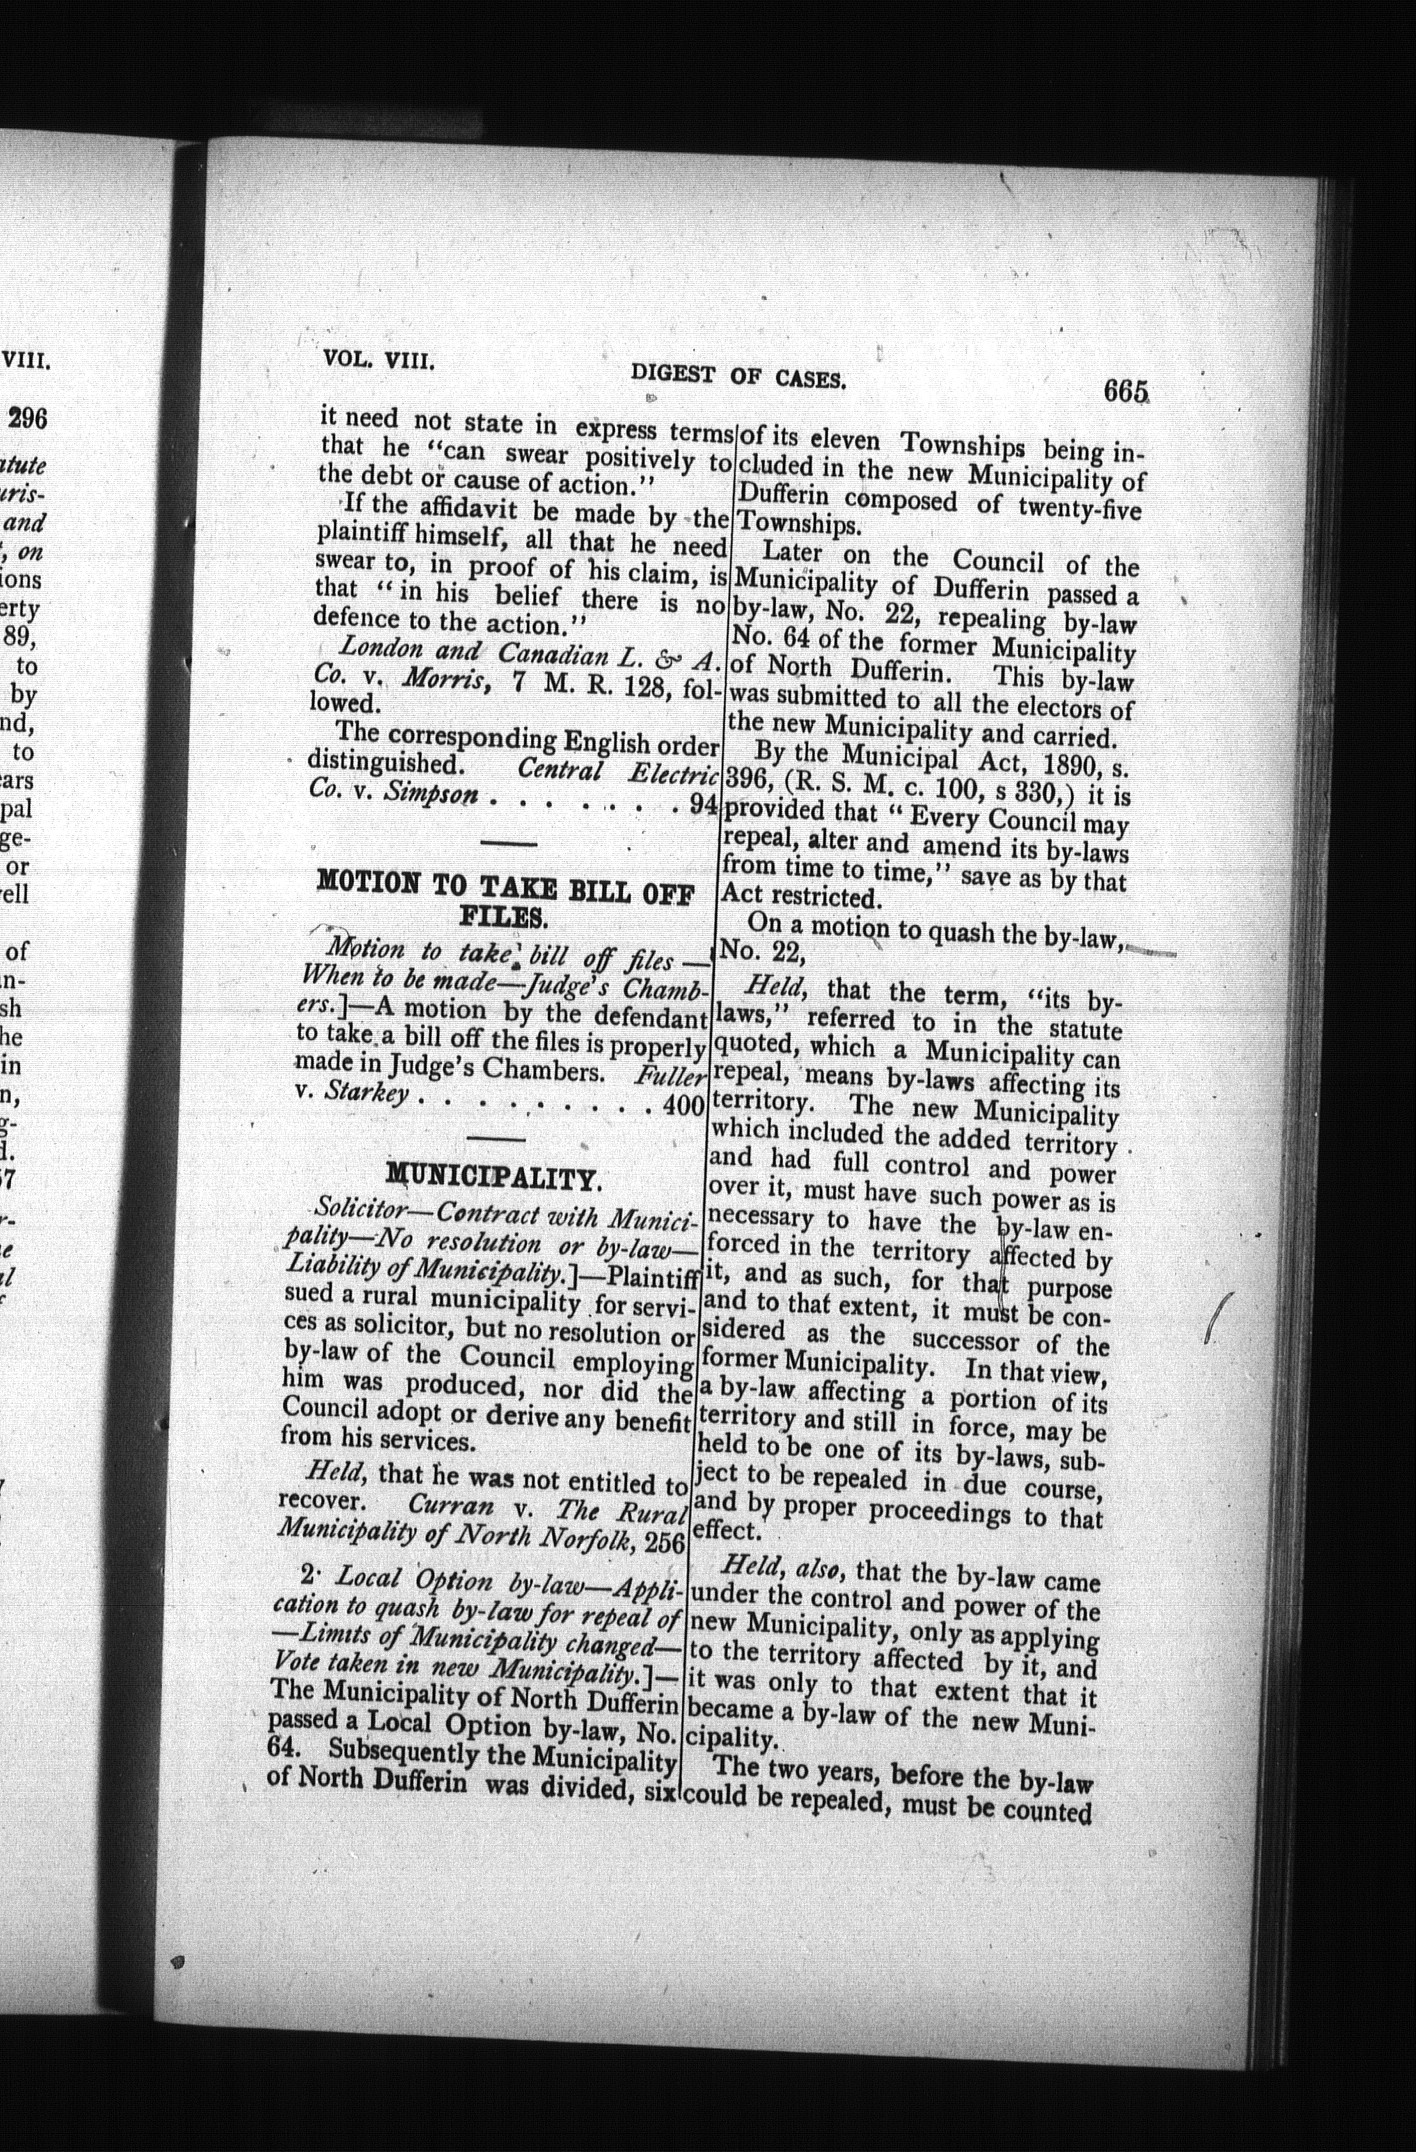 VIII.
296
atute
uris-
and
, on
ions
erty
89,
to
by
nd,
to
ears
pal
ge-
or
ell
of
in-
sh
he
in
n,
g-
d.
57
r-
e
al
VOL. VIII.
DIGEST OF CASES.
665
it need not state in express terms
that he "can swear positively to
the debt or cause of action."
If the affidavit be made by the
plaintiff himself, all that he need
swear to, in proof of his claim, is
that "in his belief there is no
defence to the action."
London and Canadian L. & A.
Co. v. Morris, 7 M. R. 128, fol-
lowed.
The corresponding English order
distinguished. Central Electric
Co. v. Simpson . . . . . . . 94
MOTION TO TAKE BILL OFF
FILES.
Motion to take bill off files —
When to be made—Judge's Chamb-
ers.]—A motion by the defendant
to take a bill off the files is properly
made in Judge's Chambers. Fuller
v. Starkey . . . . . . . . . 400
MUNICIPALITY.
Solicitor—Contract with Munici-
pality—No resolution or by-law—
Liability of Municipality.]—Plaintiff
sued a rural municipality for servi-
ces as solicitor, but no resolution or
by-law of the Council employing
him was produced, nor did the
Council adopt or derive any benefit
from his services.
Held, that he was not entitled to
recover. Curran v. The Rural
Municipality of North Norfolk, 256
2. Local Option by-law—Appli-
cation to quash by-law for repeal of
—Limits of Municipality changed—
Vote taken in new Municipality.]—
The Municipality of North Dufferin
passed a Local Option by-law, No.
64. Subsequently the Municipality
of North Dufferin was divided, six
of its eleven Townships being in-
cluded in the new Municipality of
Dufferin composed of twenty-five
Townships.
Later on the Council of the
Municipality of Dufferin passed a
by-law, No. 22, repealing by-law
No. 64 of the former Municipality
of North Dufferin. This by-law
was submitted to all the electors of
the new Municipality and carried.
By the Municipal Act, 1890, s.
396, (R. S. M. c. 100, s 330,) it is
provided that "Every Council may
repeal, alter and amend its by-laws
from time to time," save as by that
Act restricted.
On a motion to quash the by-law,
No. 22,
Held, that the term, "its by-
laws," referred to in the statute
quoted, which a Municipality can
repeal, means by-laws affecting its
territory. The new Municipality
which included the added territory
and had full control and power
over it, must have such power as is
necessary to have the by-law en-
forced in the territory affected by
it, and as such, for that purpose
and to that extent, it must be con-
sidered as the successor of the
former Municipality. In that view,
a by-law affecting a portion of its
territory and still in force, may be
held to be one of its by-laws, sub-
ject to be repealed in due course,
and by proper proceedings to that
effect.
Held, also, that the by-law came
under the control and power of the
new Municipality, only as applying
to the territory affected by it, and
it was only to that extent that it
became a by-law of the new Muni-
cipality.
The two years, before the by-law
could be repealed, must be counted